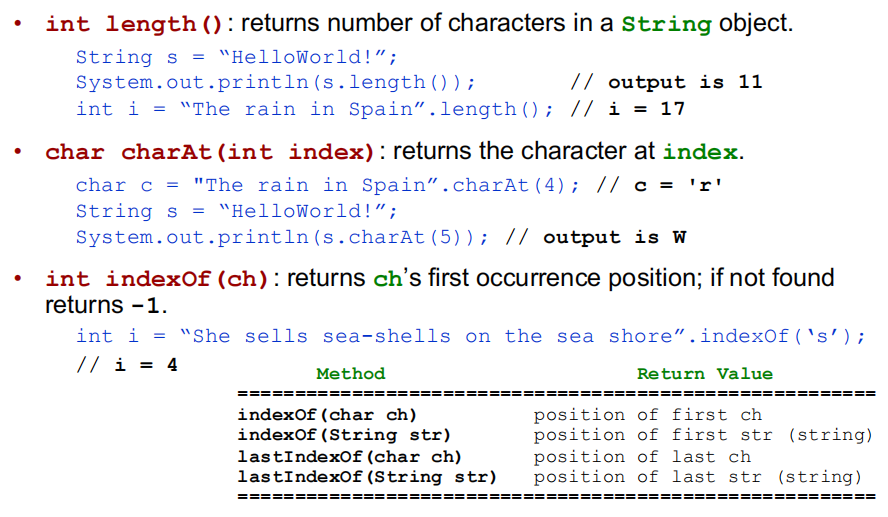 • int length(): returns number of characters in a String object.
String s = “HelloWorld!”;
System.out.println(s.length()); // output is 11
int i = “The rain in Spain”.length(); // i = 17
• char charAt(int index): returns the character at index.
char c = "The rain in Spain”.charAt(4); // c = 'r'
String s = “HelloWorld!”;
System.out.println(s.charAt(5)); // output is W
• int indexOf(ch): returns ch’s first occurrence position; if not found
returns -1.
int i = “She sells sea-shells on the sea shore”.indexOf(‘s’);
// i = 4
Method Return Value
=======================================================
indexOf(char ch) position of first ch
indexOf(String str) position of first str (string)
lastIndexOf(char ch) position of last ch
lastIndexOf(String str) position of last str (string)
=======================================================